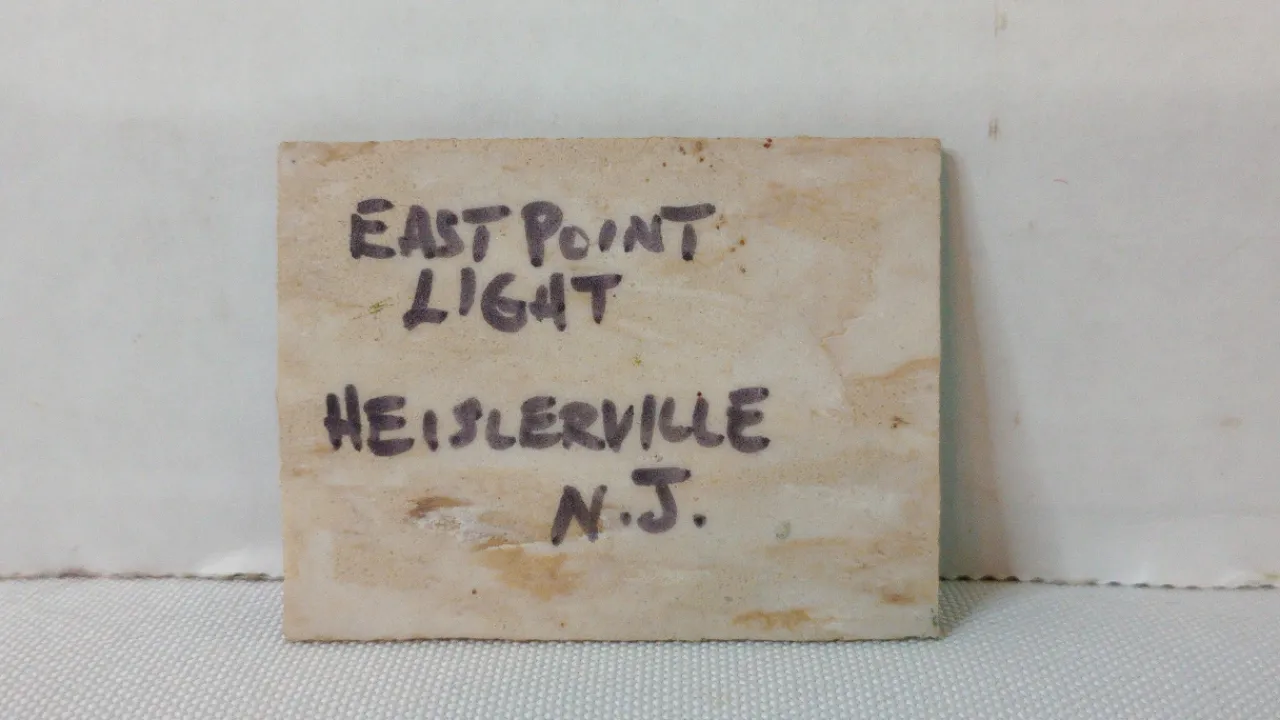 EAST POINT
LIGHT
HEISLERVILLE
N.J.